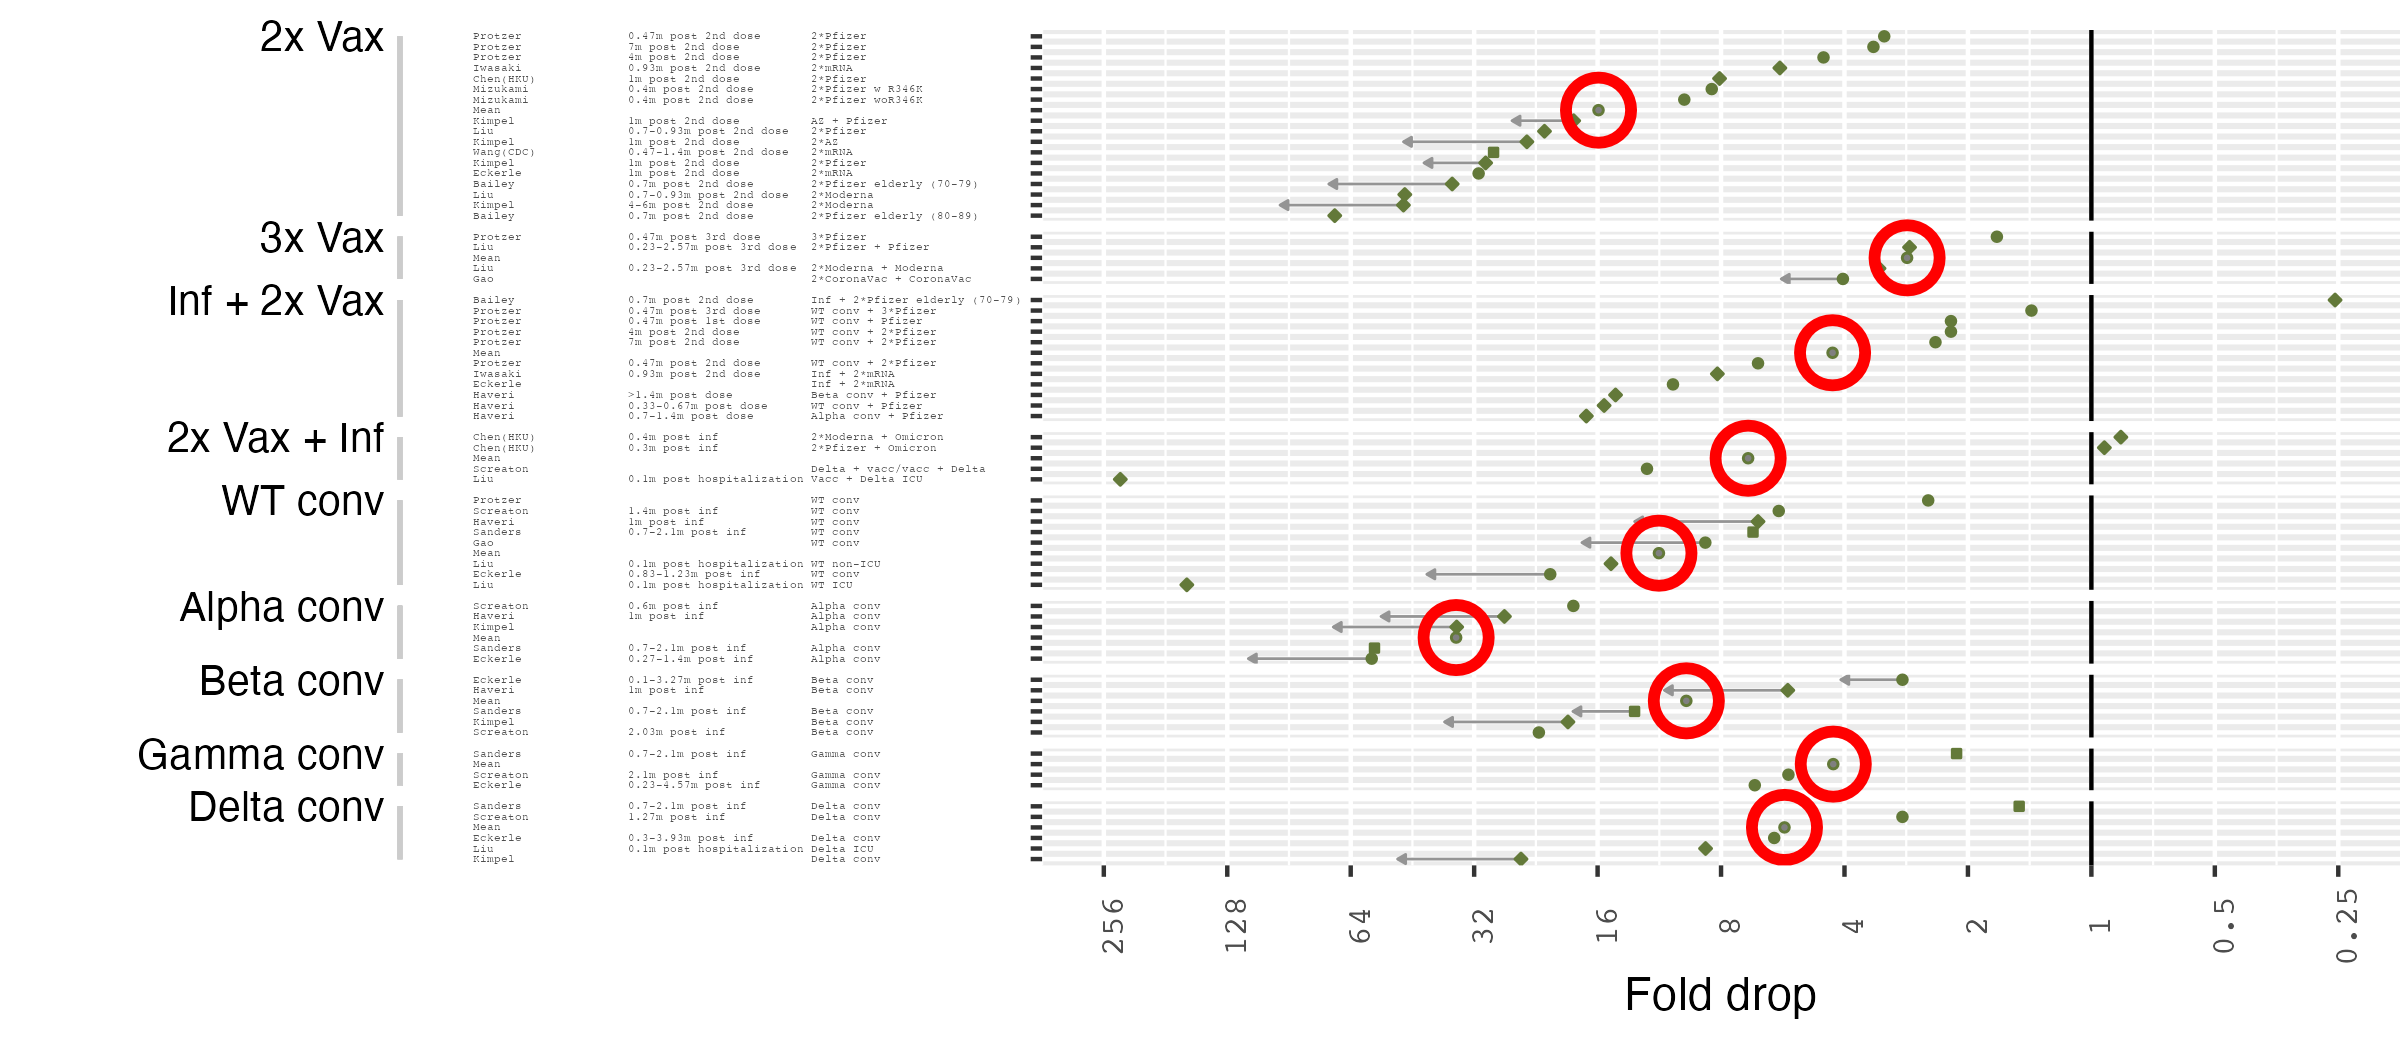 2x Vax
Protzer 0.47m post 2nd dose 2*Pfizer
Protzer 7m post 2nd dose 2*Pfizer
Protzer 4m post 2nd dose 2*Pfizer
Iwasaki 0.93m post 2nd dose 2*mRNA
Chen(HKU) 1m post 2nd dose 2*Pfizer
Mizukami 0.4m post 2nd dose 2*Pfizer w R346K
Mizukami 0.4m post 2nd dose 2*Pfizer woR346K
Mean
Kimpel 1m post 2nd dose AZ + Pfizer
Liu 0.7-0.93m post 2nd dose 2*Pfizer
Kimpel 1m post 2nd dose 2*AZ
Wang(CDC) 0.47-1.4m post 2nd dose 2*mRNA
Kimpel 1m post 2nd dose 2*Pfizer
Eckerle 1m post 2nd dose 2*mRNA
Bailey 0.7m post 2nd dose 2*Pfizer elderly (70-79)
Liu 0.7-0.93m post 2nd dose 2*Moderna
Kimpel 4-6m post 2nd dose 2*Moderna
Bailey 0.7m post 2nd dose 2*Pfizer elderly (80-89)
3x Vax
Protzer 0.47m post 3rd dose 3*Pfizer
Liu 0.23-2.57m post 3rd dose 2*Pfizer + Pfizer
Mean
Liu 0.23-2.57m post 3rd dose 2*Moderna + Moderna
Gao 2*CoronaVac + CoronaVac
Inf + 2x Vax
Bailey 0.7m post 2nd dose Inf + 2*Pfizer elderly (70-79)
Protzer 0.47m post 3rd dose WT conv + 3*Pfizer
Protzer 0.47m post 1st dose WT conv + Pfizer
Protzer 4m post 2nd dose WT conv + 2*Pfizer
Protzer 7m post 2nd dose WT conv + 2*Pfizer
Mean
Protzer 0.47m post 2nd dose WT conv + 2*Pfizer
Iwasaki 0.93m post 2nd dose Inf + 2*mRNA
Eckerle Inf + 2*mRNA
Haveri >1.4m post dose Beta conv + Pfizer
Haveri 0.33-0.67m post dose WT conv + Pfizer
Haveri 0.7-1.4m post dose Alpha conv + Pfizer
2x Vax + Inf
Chen(HKU) 0.4m post inf 2*Moderna + Omicron
Chen(HKU) 0.3m post inf 2*Pfizer + Omicron
Mean
Screaton Delta + vacc/vacc + Delta
Liu 0.1m post hospitalization Vacc + Delta ICU
WT conv
Protzer WT conv
Screaton 1.4m post inf WT conv
Haveri 1m post inf WT conv
Sanders 0.7-2.1m post inf WT conv
Gao WT conv
Mean
Liu 0.1m post hospitalization WT non-ICU
Eckerle 0.83-1.23m post inf WT conv
Liu 0.1m post hospitalization WT ICU
Alpha conv
Screaton 0.6m post inf Alpha conv
Haveri 1m post inf Alpha conv
Kimpel Alpha conv
Mean
Sanders 0.7-2.1m post inf Alpha conv
Eckerle 0.27-1.4m post inf Alpha conv
Beta conv
Eckerle 0.1-3.27m post inf Beta conv
Haveri 1m post inf Beta conv
Mean
Sanders 0.7-2.1m post inf Beta conv
Kimpel Beta conv
Screaton 2.03m post inf Beta conv
Gamma conv
Sanders 0.7-2.1m post inf Gamma conv
Mean
Screaton 2.1m post inf Gamma conv
Eckerle 0.23-4.57m post inf Gamma conv
Delta conv
Sanders 0.7-2.1m post inf Delta conv
Screaton 1.27m post inf Delta conv
Mean
Eckerle 0.3-3.93m post inf Delta conv
Liu 0.1m post hospitalization Delta ICU
Kimpel Delta conv
256 128 64 32 16 8 4 2 1 0.5 0.25
Fold drop